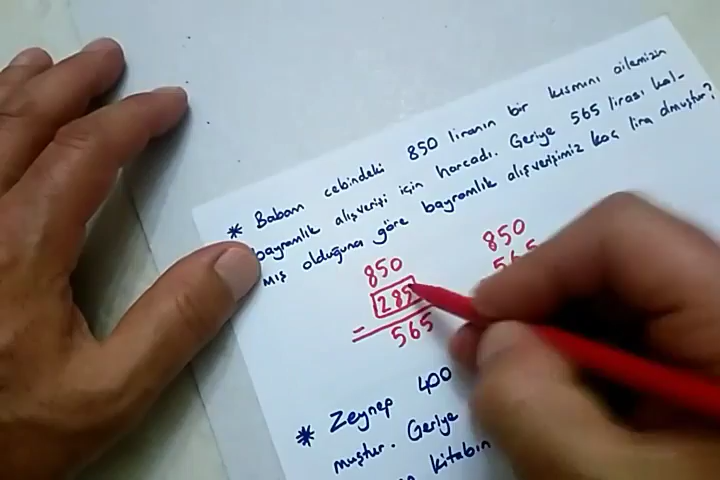 * Babam cebindeki 850 liranın bir kısmını ailemizin
bayramlık alışverişi için harcadı. Geriye 565 lirası kal-
mış olduğuna göre bayramlık alışverişimiz kaç lira olmuştur?
850
285
= 565
850
565
* Zeynep 400
muştur. Geriye
kitabın